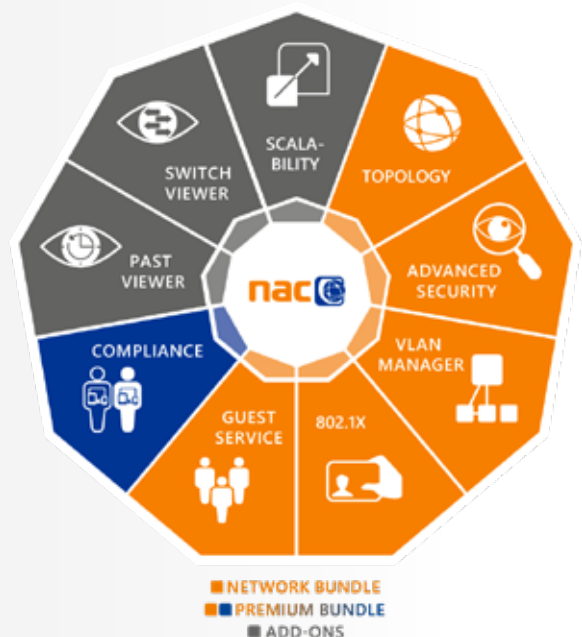 SCALA-
BILITY
TOPOLOGY
ADVANCED
SECURITY
VLAN
MANAGER
802.1X
GUEST
SERVICE
COMPLIANCE
PAST
VIEWER
SWITCH
VIEWER
nac
NETWORK BUNDLE
PREMIUM BUNDLE
ADD-ONS